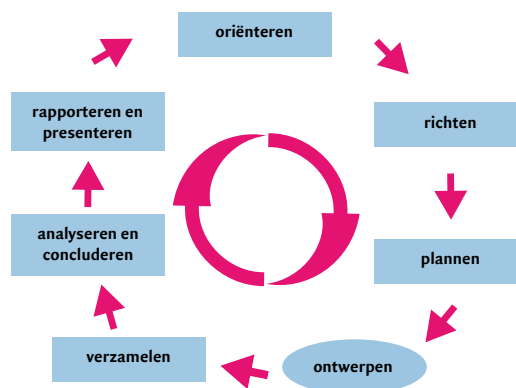 oriënteren
richten
plannen
ontwerpen
verzamelen
analyseren en
concluderen
rapporteren en
presenteren